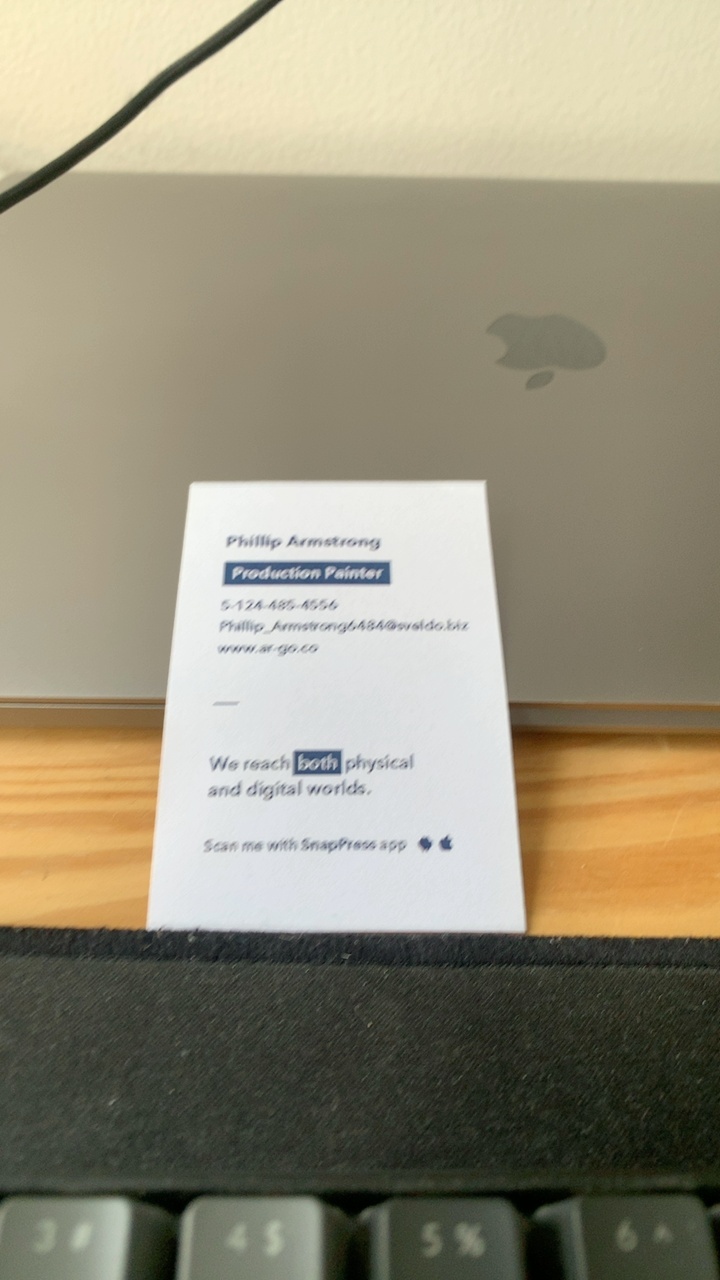 Phillip Armstrong
Production Painter
5-124-485-4556
Phillip_Armstrong6484@svaldo.biz
www.ar-go.co
We reach both physical
and digital worlds.
Scan me with SnapPress app
3 #
4 $
5 %
6 ^